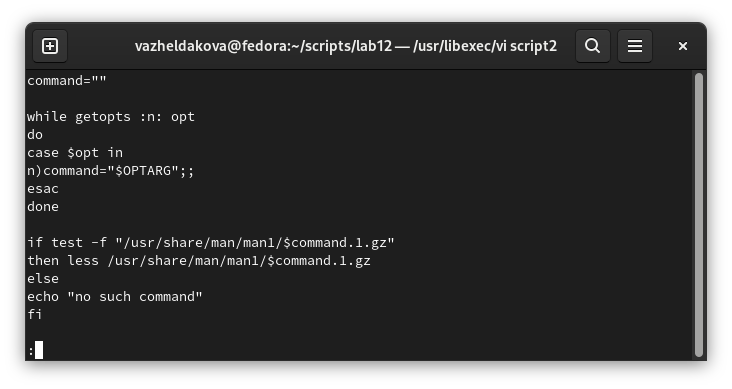 vazheldakova@fedora:~/scripts/lab12 — /usr/libexec/vi script2
command=""
while getopts :n: opt
do
case $opt in
n)command="$OPTARG";;
esac
done
if test -f "/usr/share/man/man1/$command.1.gz"
then less /usr/share/man/man1/$command.1.gz
else
echo "no such command"
fi
: